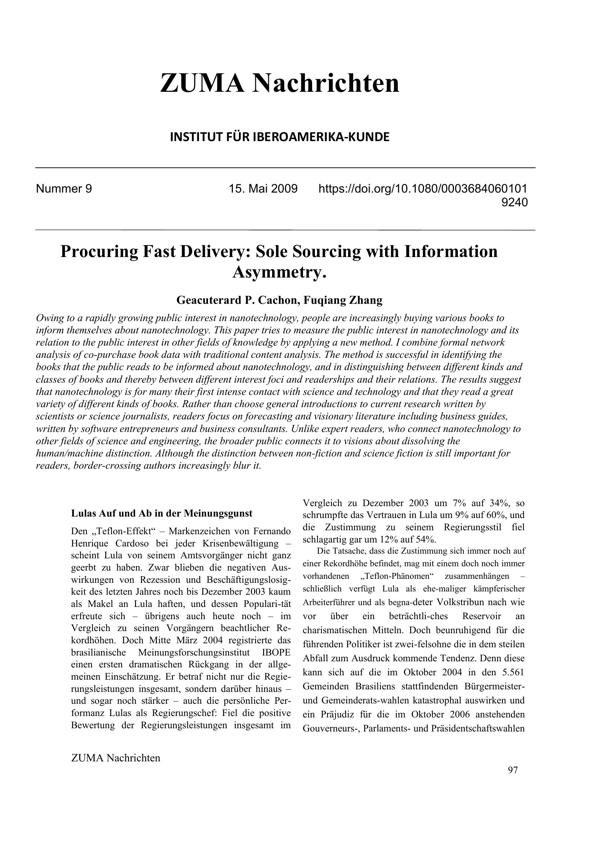 ZUMA Nachrichten
INSTITUT FÜR IBEROAMERIKA-KUNDE
Nummer 9 15. Mai 2009 https://doi.org/10.1080/0003684060101
9240
Procuring Fast Delivery: Sole Sourcing with Information
Asymmetry.
Geacuterard P. Cachon, Fuqiang Zhang
Owing to a rapidly growing public interest in nanotechnology, people are increasingly buying various books to
inform themselves about nanotechnology. This paper tries to measure the public interest in nanotechnology and its
relation to the public interest in other fields of knowledge by applying a new method. I combine formal network
analysis of co-purchase book data with traditional content analysis. The method is successful in identifying the
books that the public reads to be informed about nanotechnology, and in distinguishing between different kinds and
classes of books and thereby between different interest foci and readerships and their relations. The results suggest
that nanotechnology is for many their first intense contact with science and technology and that they read a great
variety of different kinds of books. Rather than choose general introductions to current research written by
scientists or science journalists, readers focus on forecasting and visionary literature including business guides,
written by software entrepreneurs and business consultants. Unlike expert readers, who connect nanotechnology to
other fields of science and engineering, the broader public connects it to visions about dissolving the
human/machine distinction. Although the distinction between non-fiction and science fiction is still important for
readers, border-crossing authors increasingly blur it.
Lulas Auf und Ab in der Meinungsgunst
Den „Teflon-Effekt“ – Markenzeichen von Fernando
Henrique Cardoso bei jeder Krisenbewältigung –
scheint Lula von seinem Amtsvorgänger nicht ganz
geerbt zu haben. Zwar blieben die negativen Aus-
wirkungen von Rezession und Beschäftigungslosig-
keit des letzten Jahres noch bis Dezember 2003 kaum
als Makel an Lula haften, und dessen Populari-tät
erfreute sich – übrigens auch heute noch – im
Vergleich zu seinen Vorgängern beachtlicher Re-
kordhöhen. Doch Mitte März 2004 registrierte das
brasilianische Meinungsforschungsinstitut IBOPE
einen ersten dramatischen Rückgang in der allge-
meinen Einschätzung. Er betraf nicht nur die Regie-
rungsleistungen insgesamt, sondern darüber hinaus –
und sogar noch stärker – auch die persönliche Per-
formanz Lulas als Regierungschef: Fiel die positive
Bewertung der Regierungsleistungen insgesamt im
Vergleich zu Dezember 2003 um 7% auf 34%, so
schrumpfte das Vertrauen in Lula um 9% auf 60%, und
die Zustimmung zu seinem Regierungsstil fiel
schlagartig gar um 12% auf 54%.
Die Tatsache, dass die Zustimmung sich immer noch auf
einer Rekordhöhe befindet, mag mit einem doch noch immer
vorhandenen „Teflon-Phänomen“ zusammenhängen –
schließlich verfügt Lula als ehe-maliger kämpferischer
Arbeiterführer und als begna-deter Volkstribun nach wie
vor über ein beträchtli-ches Reservoir an
charismatischen Mitteln. Doch beunruhigend für die
führenden Politiker ist zwei-felsohne die in dem steilen
Abfall zum Ausdruck kommende Tendenz. Denn diese
kann sich auf die im Oktober 2004 in den 5.561
Gemeinden Brasiliens stattfindenden Bürgermeister-
und Gemeinderats-wahlen katastrophal auswirken und
ein Präjudiz für die im Oktober 2006 anstehenden
Gouverneurs-, Parlaments- und Präsidentschaftswahlen
ZUMA Nachrichten
97